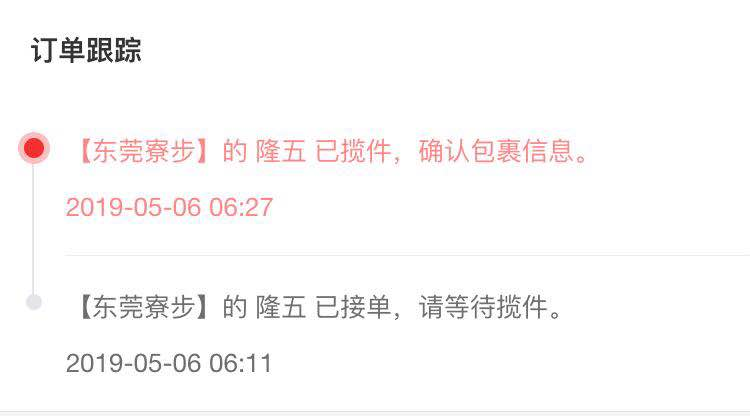 订单跟踪
【东莞寮步】的 隆五 已揽件，确认包裹信息。
2019-05-06 06:27
【东莞寮步】的 隆五 已接单，请等待揽件。
2019-05-06 06:11